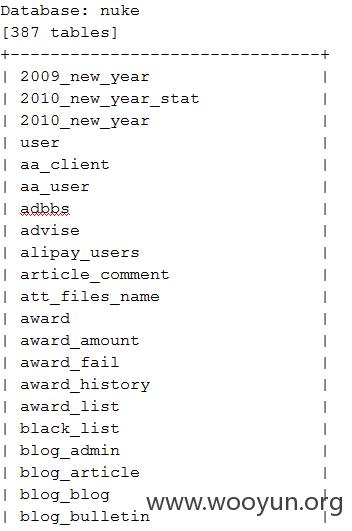 Database: nuke
[387 tables]
+-------------------------------+
| 2009_new_year |
| 2010_new_year_stat |
| 2010_new_year |
| user |
| aa_client |
| aa_user |
| adbbs |
| advise |
| alipay_users |
| article_comment |
| att_files_name |
| award |
| award_amount |
| award_fail |
| award_history |
| award_list |
| black_list |
| blog_admin |
| blog_article |
| blog_blog |
| blog_bulletin |
www.wooyun.org